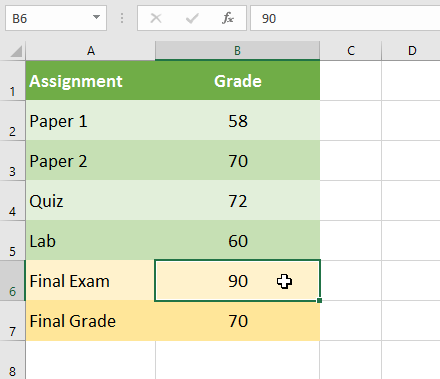 B6 fx 90
A B C D
1 Assignment Grade
2 Paper 1 58
3 Paper 2 70
4 Quiz 72
5 Lab 60
6 Final Exam 90
7 Final Grade 70
8